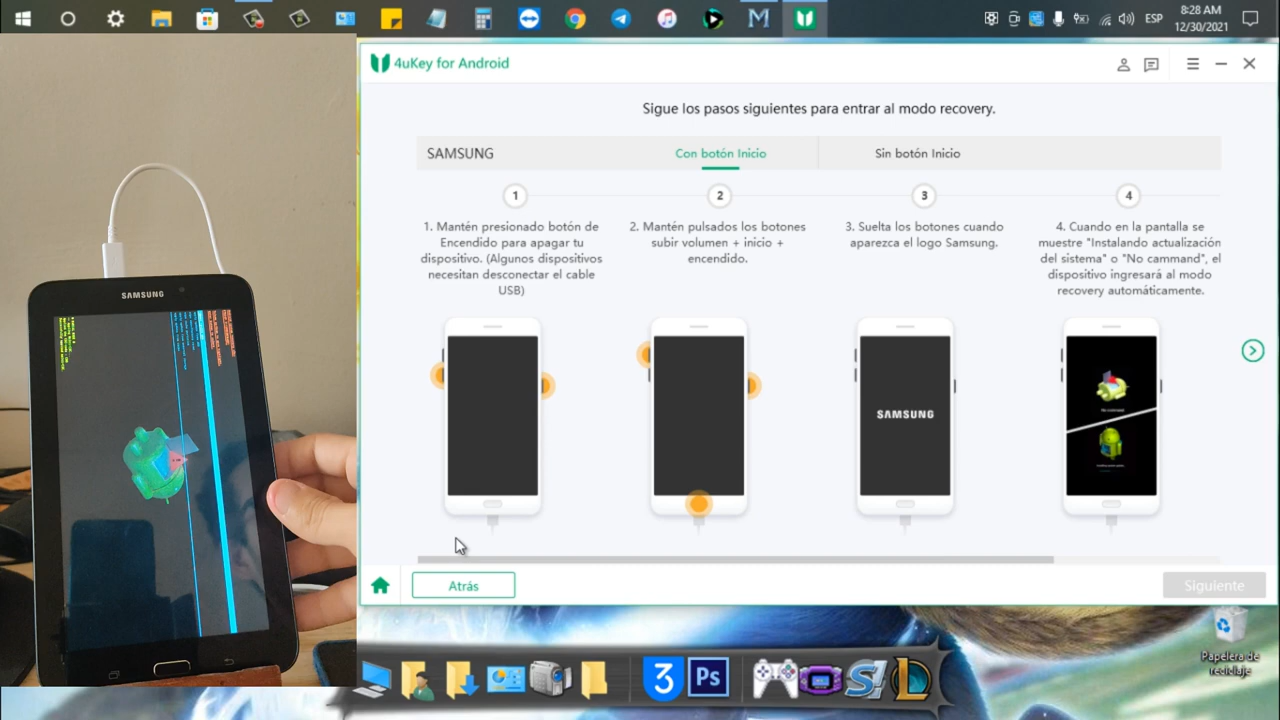 ESP
8:28 AM
12/30/2021
4uKey for Android
Sigue los pasos siguientes para entrar al modo recovery.
SAMSUNG
Con botón Inicio
Sin botón Inicio
1
2
3
4
1. Mantén presionado botón de
Encendido para apagar tu
dispositivo. (Algunos dispositivos
necesitan desconectar el cable
USB)
2. Mantén pulsados los botones
subir volumen + inicio +
encendido.
3. Suelta los botones cuando
aparezca el logo Samsung.
4. Cuando en la pantalla se
muestre "Instalando actualización
del sistema" o "No cammand", el
dispositivo ingresará al modo
recovery automáticamente.
SAMSUNG
SAMSUNG
Atrás
Siguiente
Papelera de
reciclaje
3
Ps